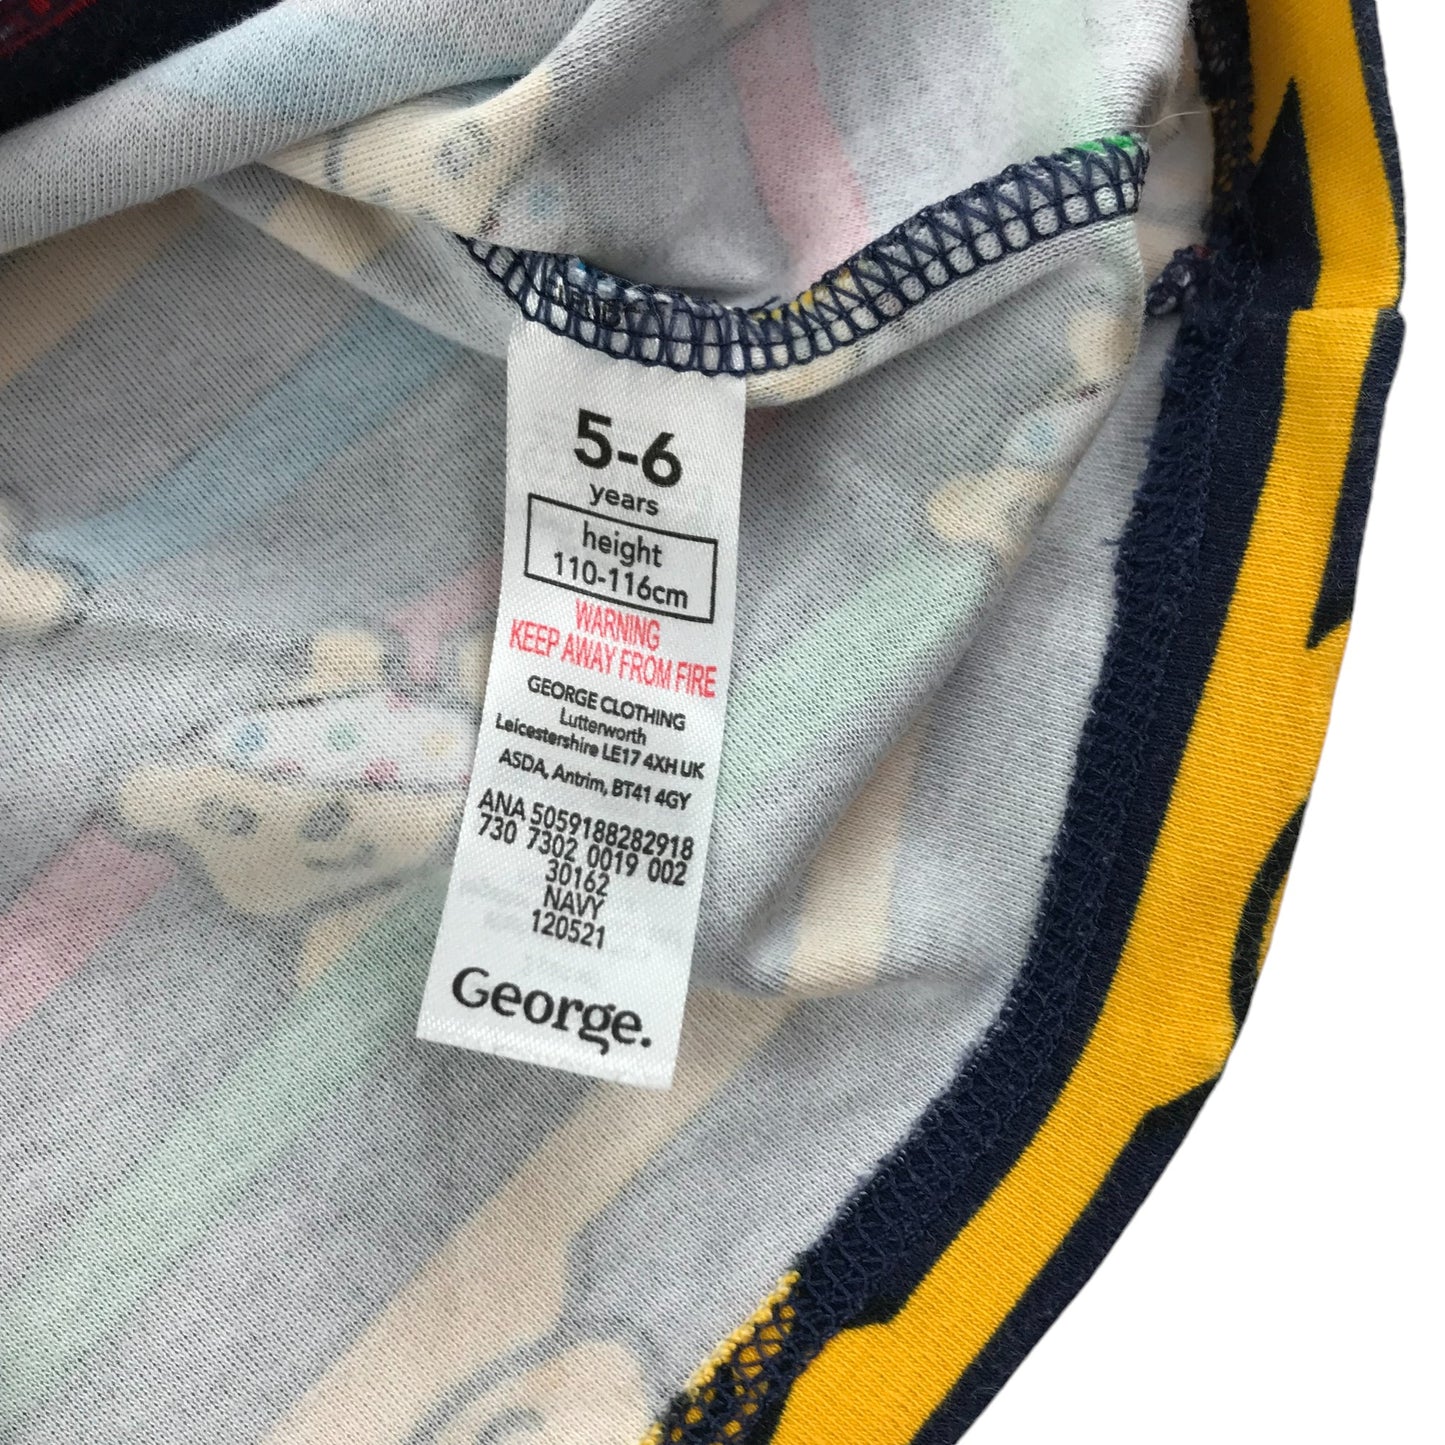 5-6
years
height
110-116cm
WARNING
KEEP AWAY FROM FIRE
GEORGE CLOTHING
Lutterworth
Leicestershire LE17 4XH UK
ASDA, Antrim, BT41 4GY
ANA 5059188282918
730 7302 0019 002
30162
NAVY
120521
George.